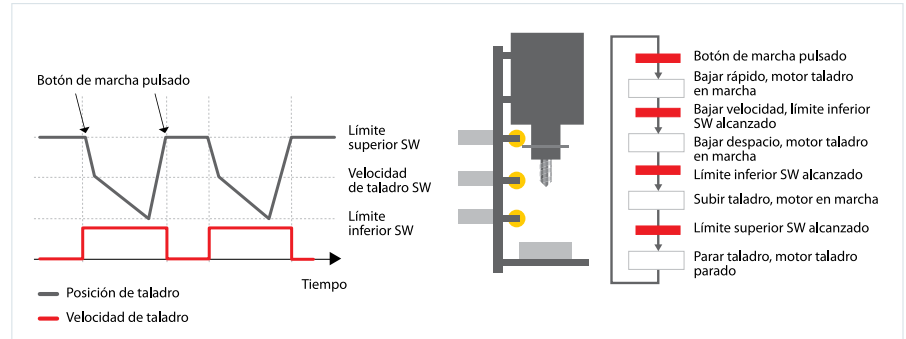 Botón de marcha pulsado
Límite
superior SW
Velocidad
de taladro SW
Límite
inferior SW
Tiempo
Posición de taladro
Velocidad de taladro
Botón de marcha pulsado
Bajar rápido, motor taladro
en marcha
Bajar velocidad, límite inferior
SW alcanzado
Bajar despacio, motor taladro
en marcha
Límite inferior SW alcanzado
Subir taladro, motor en marcha
Límite superior SW alcanzado
Parar taladro, motor taladro
parado